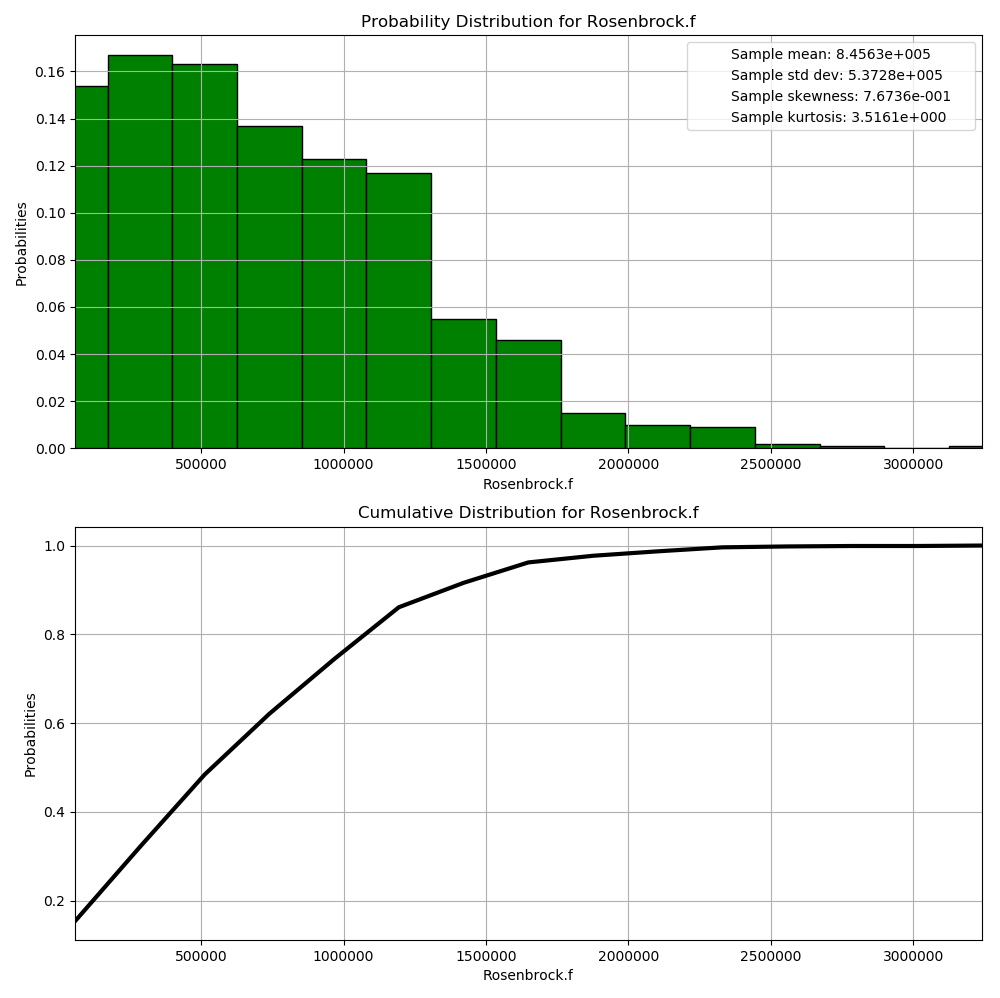 Probability Distribution for Rosenbrock.f
Sample mean: 8.4563e+005
Sample std dev: 5.3728e+005
Sample skewness: 7.6736e-001
Sample kurtosis: 3.5161e+000
Probabilities
0.16
0.14
0.12
0.10
0.08
0.06
0.04
0.02
0.00
500000 1000000 1500000 2000000 2500000 3000000
Rosenbrock.f
Cumulative Distribution for Rosenbrock.f
Probabilities
1.0
0.8
0.6
0.4
0.2
500000 1000000 1500000 2000000 2500000 3000000
Rosenbrock.f